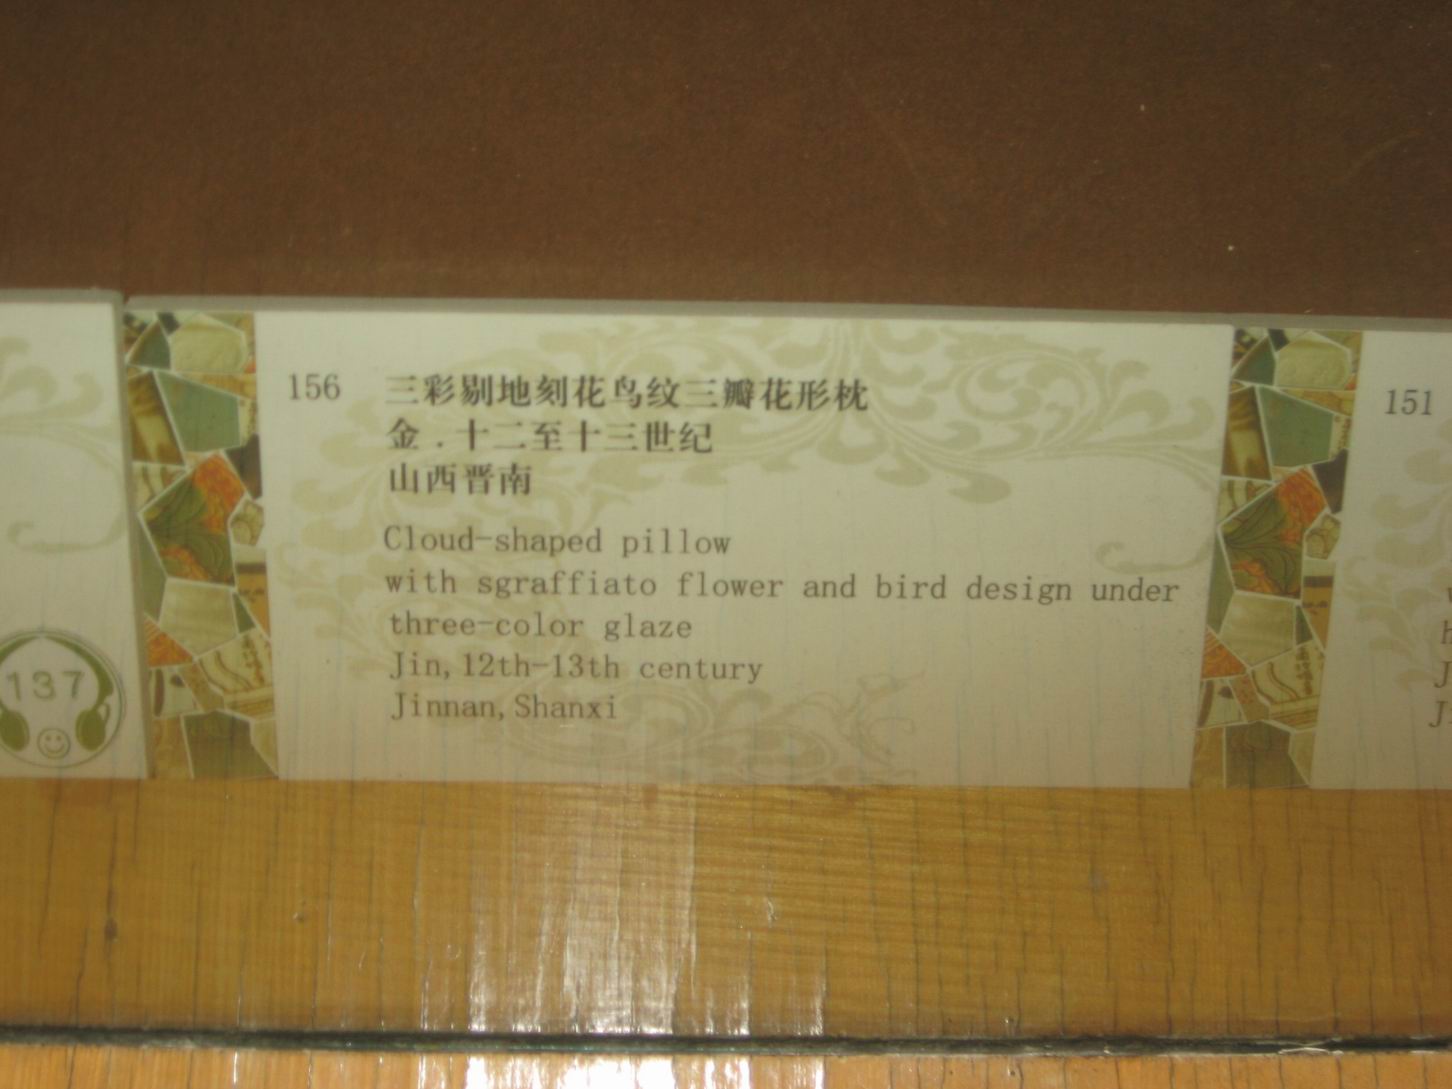 156 三彩剔地刻花鸟纹三瓣花形枕
金.十二至十三世纪
山西晋南
Cloud-shaped pillow
with sgraffiato flower and bird design under
three-color glaze
Jin,12th-13th century
Jinnan,Shanxi
137
151